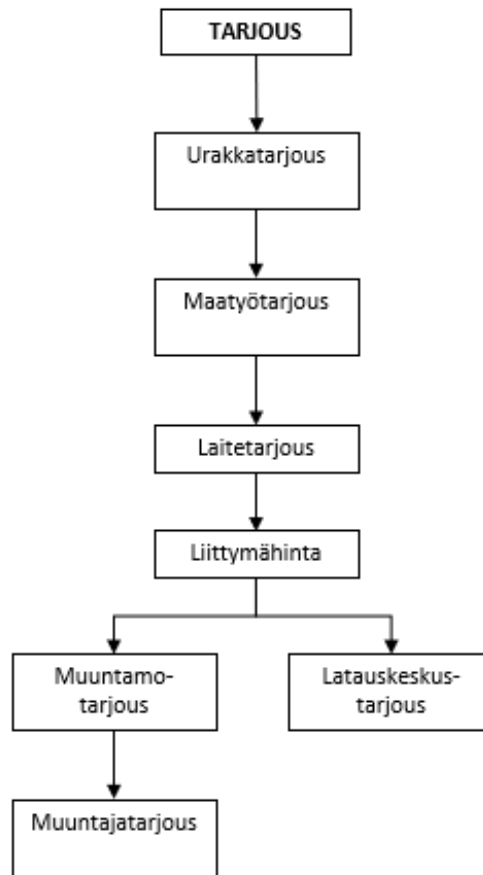 TARJOUS
Urakkatarjous
Maatyötarjous
Laitetarjous
Liittymähinta
Muuntamo-
tarjous
Latauskeskus-
tarjous
Muuntajatarjous